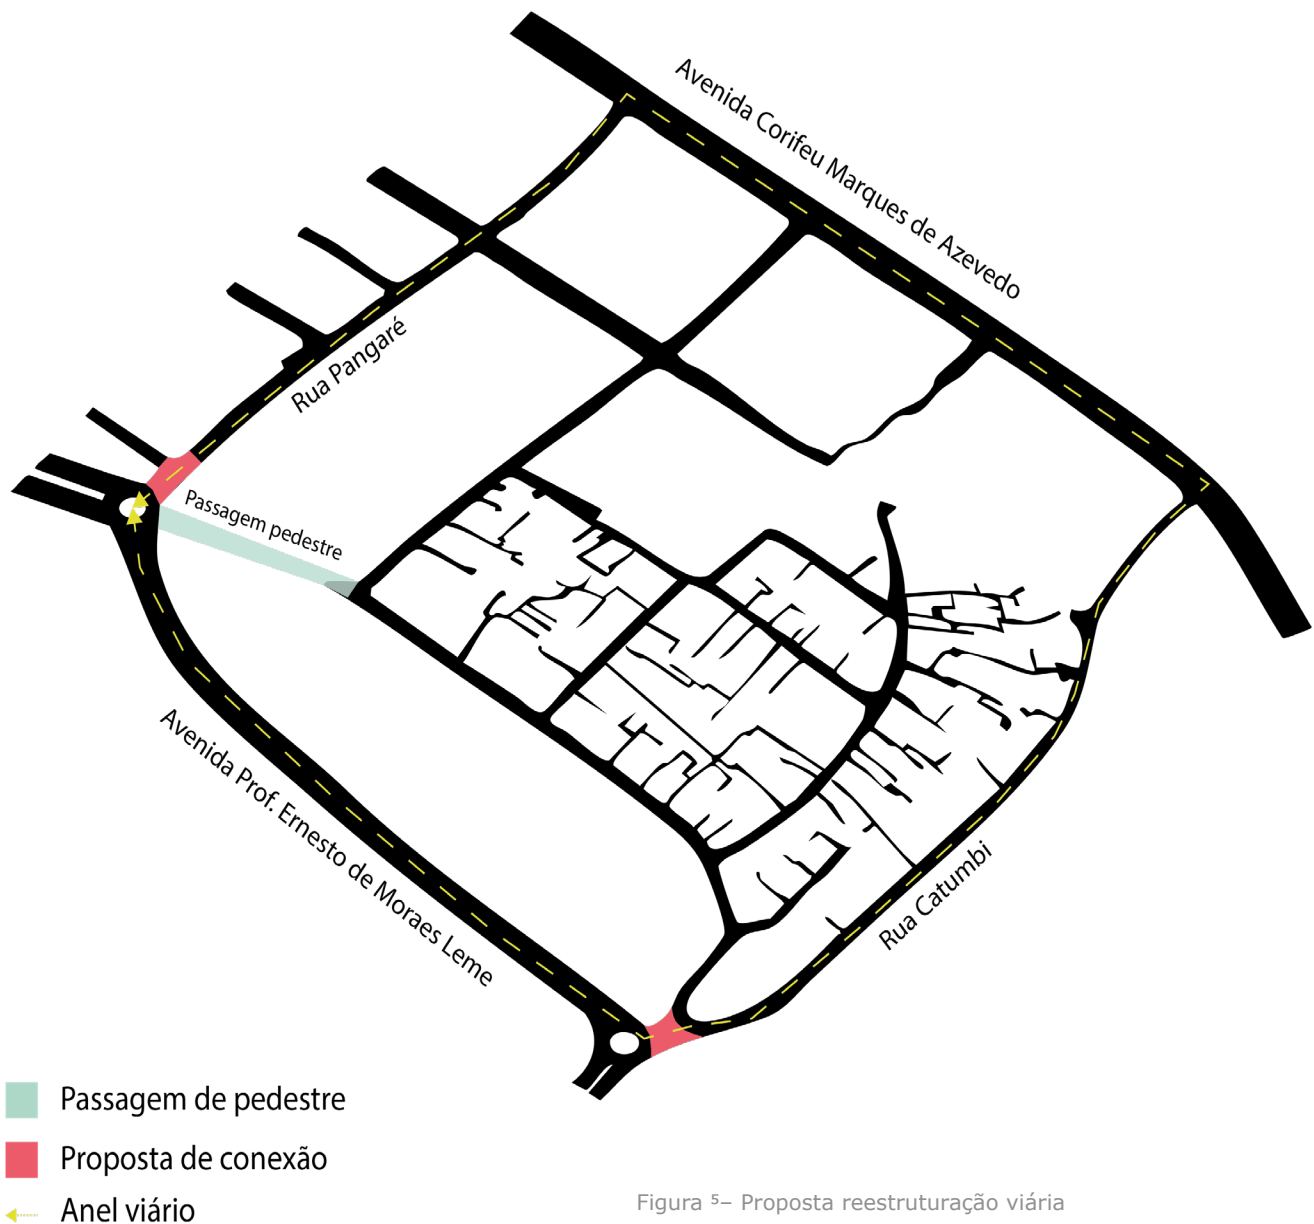 Avenida Corifeu Marques de Azevedo
Rua Pangaré
Passagem pedestre
Avenida Prof. Ernesto de Moraes Leme
Rua Catumbi
Passagem de pedestre
Proposta de conexão
Anel viário
Figura ⁵– Proposta reestruturação viária